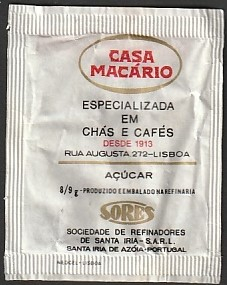 CASA
MACÁRIO
ESPECIALIZADA
EM
CHÁS E CAFÉS
DESDE 1913
RUA AUGUSTA 272-LISBOA
AÇÚCAR
8/9 g - PRODUZIDO E EMBALADO NA REFINARIA
SORES
SOCIEDADE DE REFINADORES
DE SANTA IRIA - S.A.R.L.
SANTA IRIA DE AZÓIA-PORTUGAL